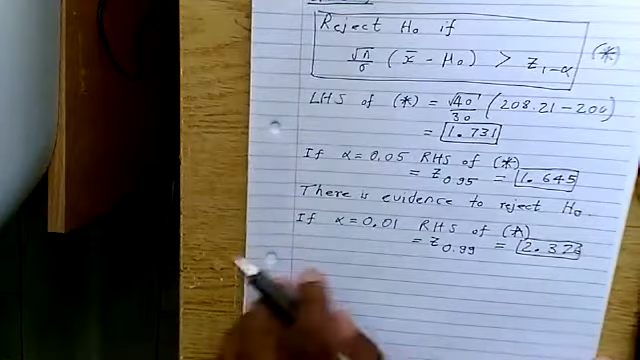 Reject H₀ if
√n/σ (x̄ - μ₀) > z₁₋α (*)
LHS of (*) = √40/30 (208.21 - 200)
= 1.731
If α = 0.05 RHS of (*)
= z₀.₉₅ = 1.645
There is evidence to reject H₀.
If α = 0.01 RHS of (*)
= z₀.₉₉ = 2.326